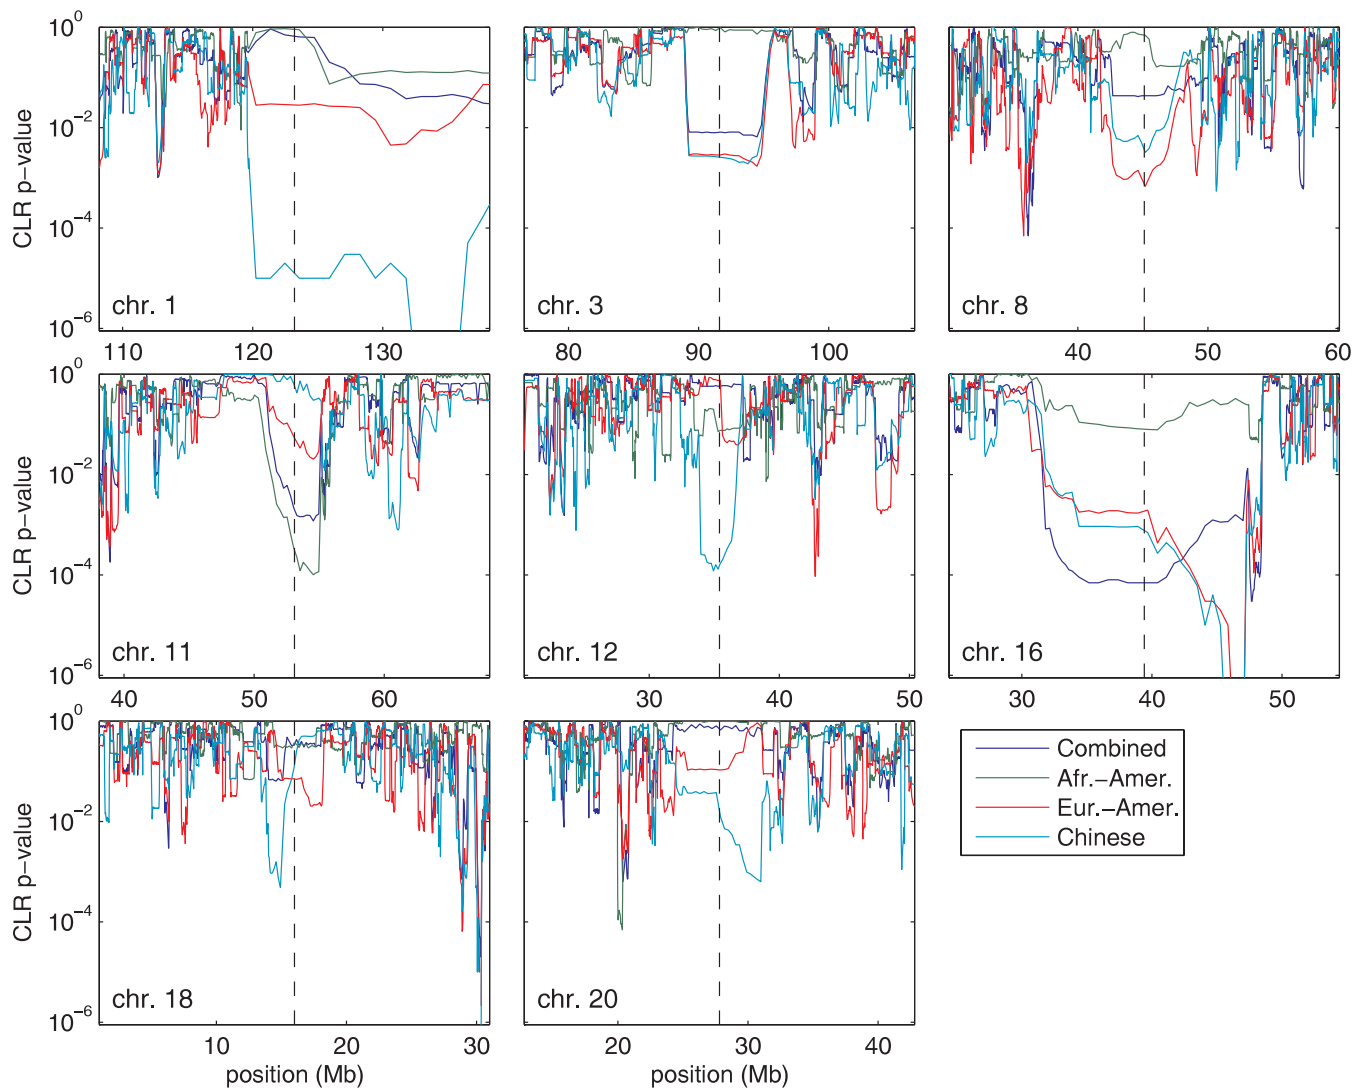 10^0
10^−2
10^−4
10^−6
CLR p−value
chr. 1
110 120 130
chr. 3
80 90 100
chr. 8
40 50 60
10^0
10^−2
10^−4
10^−6
CLR p−value
chr. 11
40 50 60
chr. 12
30 40 50
chr. 16
30 40 50
10^0
10^−2
10^−4
10^−6
CLR p−value
chr. 18
10 20 30
position (Mb)
chr. 20
20 30 40
position (Mb)
Combined
Afr.−Amer.
Eur.−Amer.
Chinese